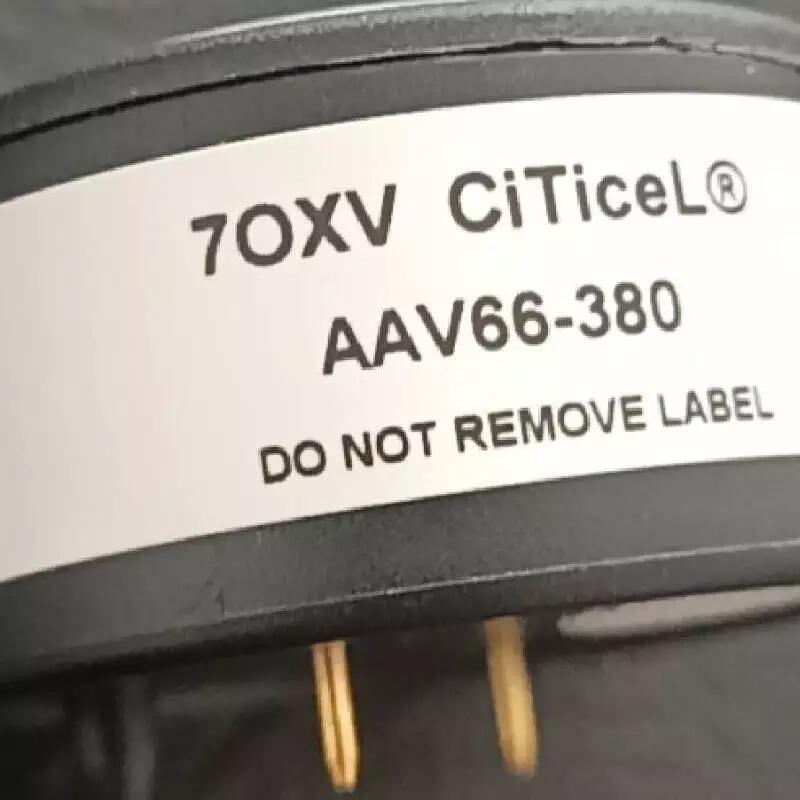 7OXV CiTiceL®
AAV66-380
DO NOT REMOVE LABEL